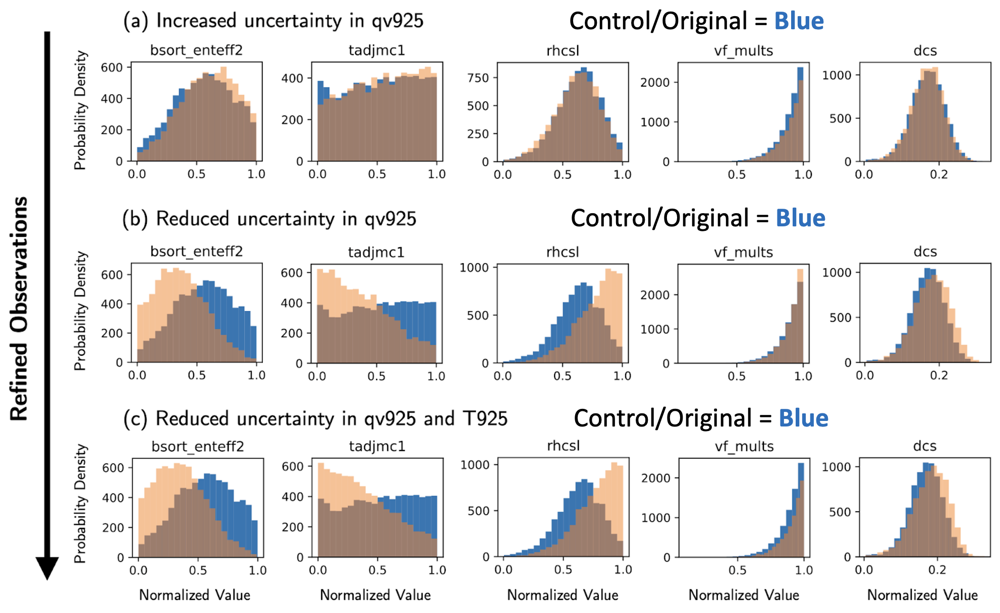 Refined Observations
(a) Increased uncertainty in qv925
Control/Original = Blue
bsort_enteff2
tadjmc1
rhcsl
vf_mults
dcs
Probability Density
600
400
200
0
0.0 0.5 1.0
400
200
0
0.0 0.5 1.0
750
500
250
0
0.0 0.5 1.0
2000
1000
0
0.5 1.0
1000
500
0
0.0 0.2
(b) Reduced uncertainty in qv925
Control/Original = Blue
bsort_enteff2
tadjmc1
rhcsl
vf_mults
dcs
Probability Density
600
400
200
0
0.0 0.5 1.0
600
400
200
0
0.0 0.5 1.0
1000
500
0
0.0 0.5 1.0
2000
1000
0
0.5 1.0
1000
500
0
0.0 0.2
(c) Reduced uncertainty in qv925 and T925
Control/Original = Blue
bsort_enteff2
tadjmc1
rhcsl
vf_mults
dcs
Probability Density
600
400
200
0
0.0 0.5 1.0
600
400
200
0
0.0 0.5 1.0
1000
500
0
0.0 0.5 1.0
2000
1000
0
0.5 1.0
1000
500
0
0.0 0.2
Normalized Value
Normalized Value
Normalized Value
Normalized Value
Normalized Value